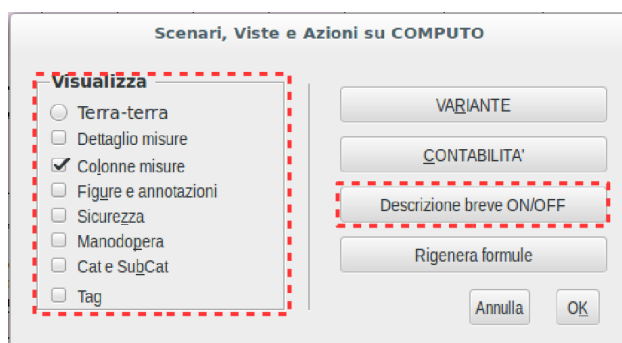 Scenari, Viste e Azioni su COMPUTO
Visualizza
Terra-terra
Dettaglio misure
Colonne misure
Figure e annotazioni
Sicurezza
Manodopera
Cat e SubCat
Tag
VARIANTE
CONTABILITA'
Descrizione breve ON/OFF
Rigenera formule
Annulla
OK